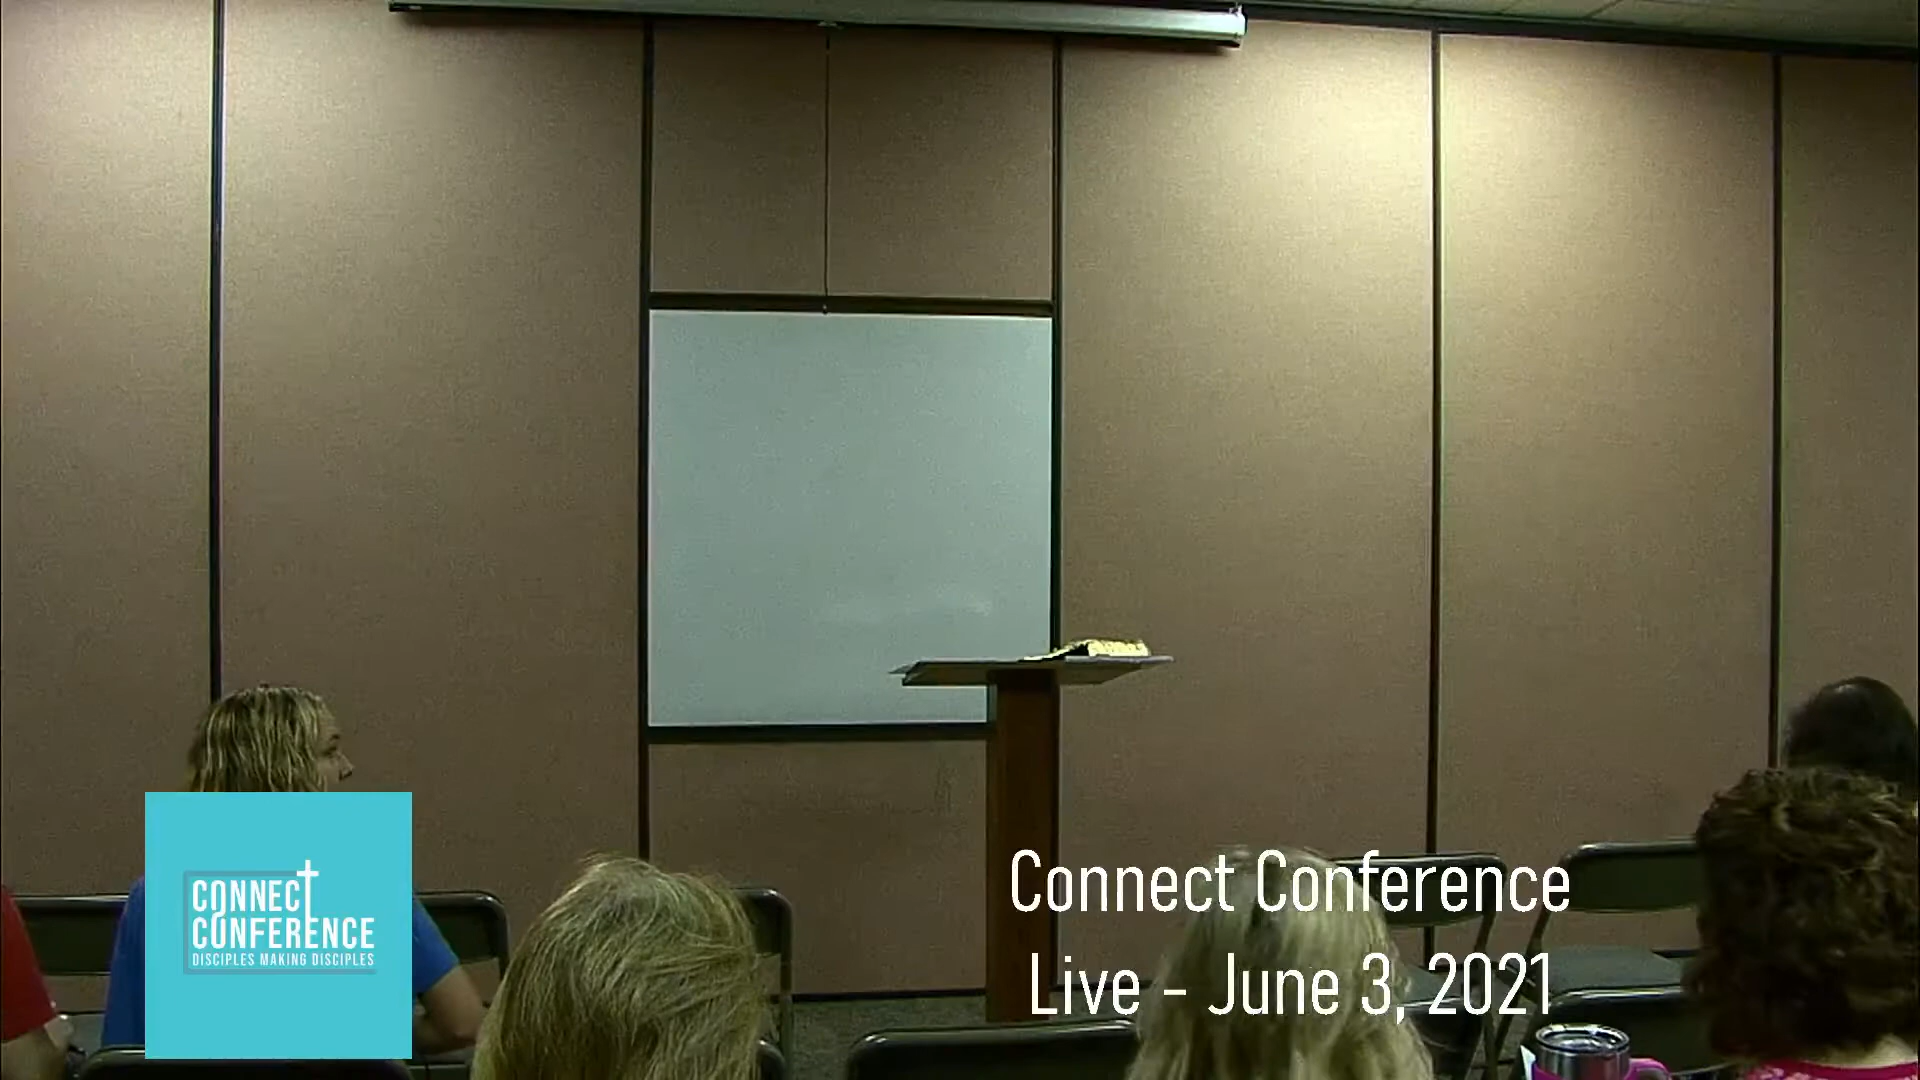 CONNECT
CONFERENCE
DISCIPLES MAKING DISCIPLES
Connect Conference
Live - June 3, 2021